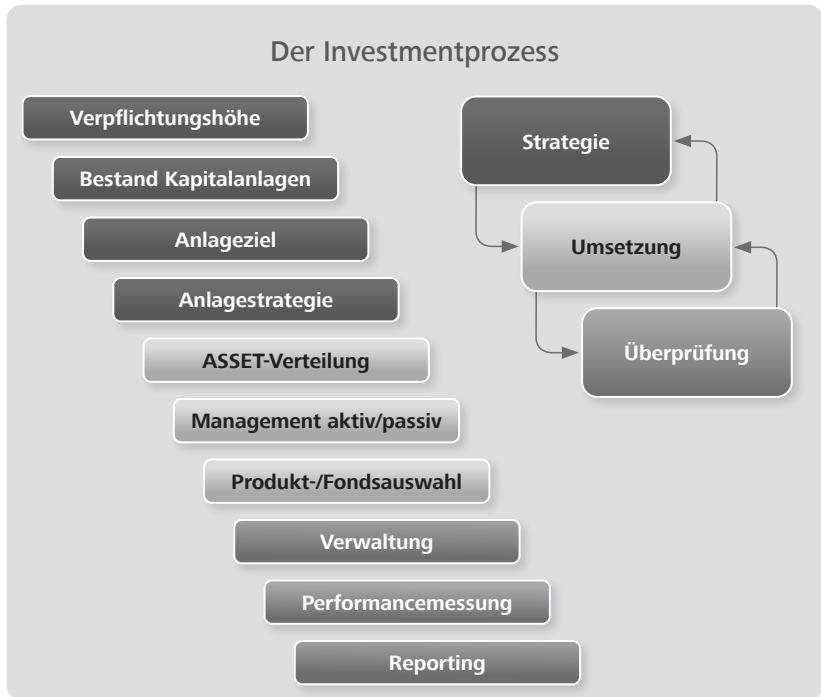 Der Investmentprozess
Verpflichtungshöhe
Bestand Kapitalanlagen
Anlageziel
Anlagestrategie
ASSET-Verteilung
Management aktiv/passiv
Produkt-/Fondsauswahl
Verwaltung
Performancemessung
Reporting
Strategie
Umsetzung
Überprüfung